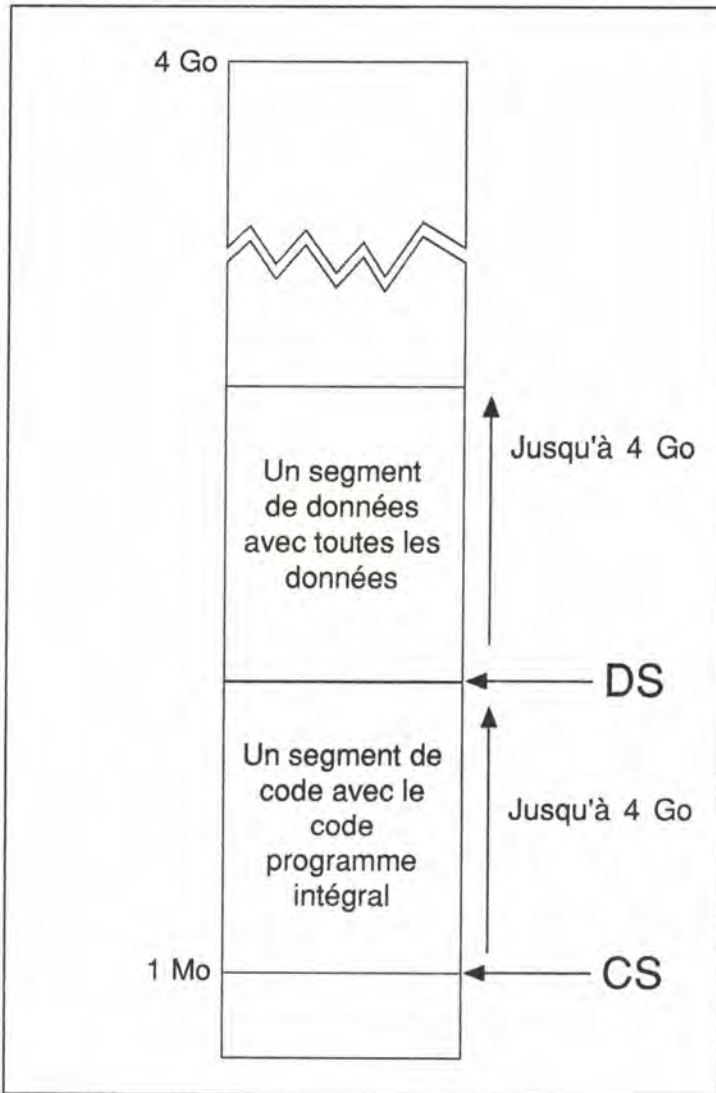 4 Go
Jusqu'à 4 Go
Un segment
de données
avec toutes les
données
DS
Un segment de
code avec le
code
programme
intégral
Jusqu'à 4 Go
1 Mo
CS